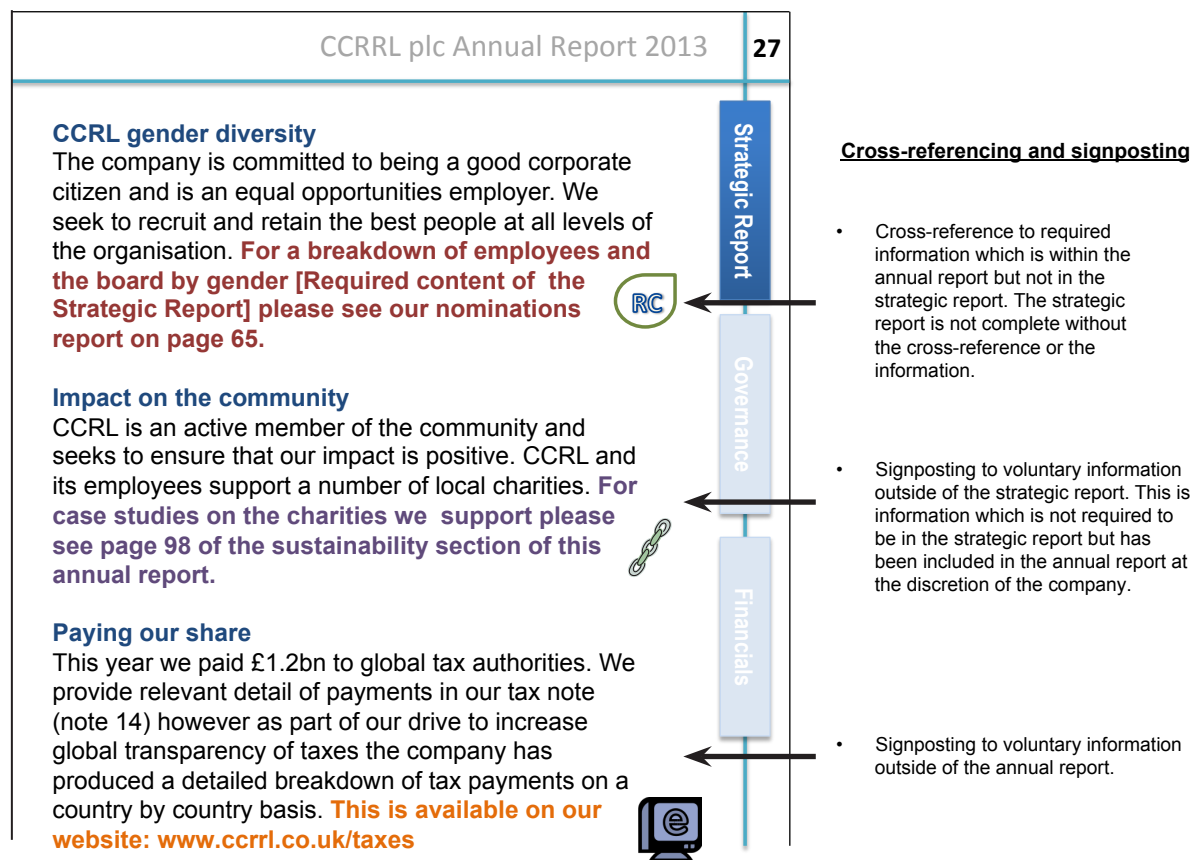 CCRRL plc Annual Report 2013
27
CCRL gender diversity
The company is committed to being a good corporate
citizen and is an equal opportunities employer. We
seek to recruit and retain the best people at all levels of
the organisation. For a breakdown of employees and
the board by gender [Required content of the
Strategic Report] please see our nominations
report on page 65.
RC
Impact on the community
CCRL is an active member of the community and
seeks to ensure that our impact is positive. CCRL and
its employees support a number of local charities. For
case studies on the charities we support please
see page 98 of the sustainability section of this
annual report.
Paying our share
This year we paid £1.2bn to global tax authorities. We
provide relevant detail of payments in our tax note
(note 14) however as part of our drive to increase
global transparency of taxes the company has
produced a detailed breakdown of tax payments on a
country by country basis. This is available on our
website: www.ccrrl.co.uk/taxes
e
Strategic Report
Governance
Financials
Cross-referencing and signposting
• Cross-reference to required
information which is within the
annual report but not in the
strategic report. The strategic
report is not complete without
the cross-reference or the
information.
• Signposting to voluntary information
outside of the strategic report. This is
information which is not required to
be in the strategic report but has
been included in the annual report at
the discretion of the company.
• Signposting to voluntary information
outside of the annual report.